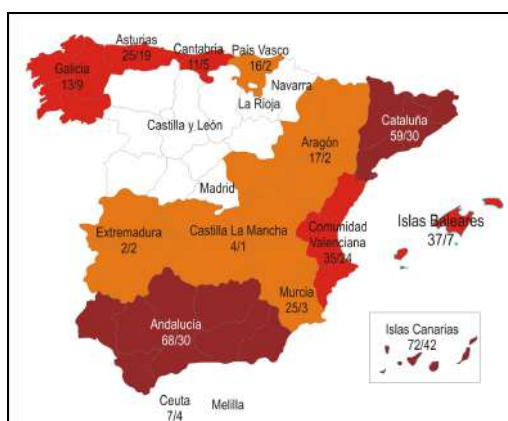 Asturias
25/19
Cantabria
11/5
País Vasco
16/2
Galicia
13/9
Navarra
La Rioja
Castilla y León
Cataluña
59/30
Aragón
17/2
Madrid
Islas Baleares
37/7
Comunidad
Valenciana
35/24
Extremadura
2/2
Castilla La Mancha
4/1
Murcia
25/3
Andalucía
68/30
Islas Canarias
72/42
Ceuta
7/4
Melilla